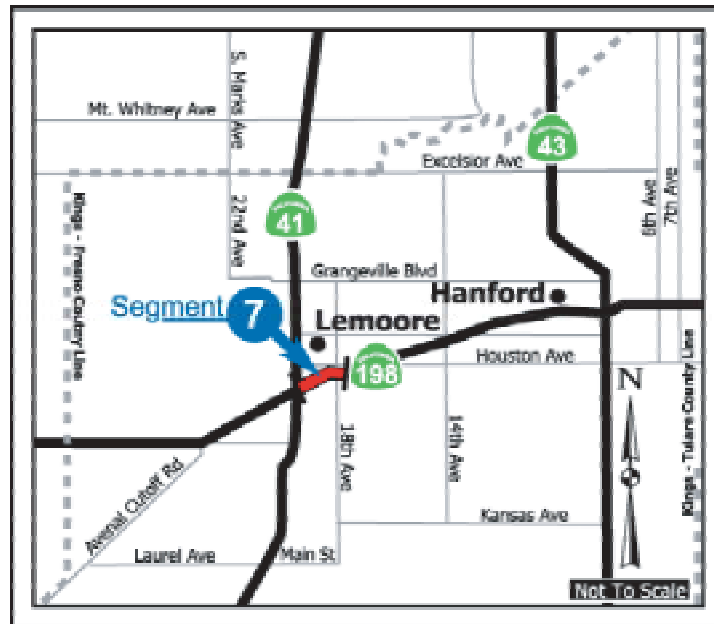 S. Marks Ave
Mt. Whitney Ave
43
Excelsior Ave
6th Ave
7th Ave
Kings - Fresno County Line
22nd Ave
41
Grangeville Blvd
Hanford
Segment 7
Lemoore
198
Houston Ave
N
18th Ave
14th Ave
Kings - Tulare County Line
Avenal Cutoff Rd
Kansas Ave
Laurel Ave
Main St
Not To Scale